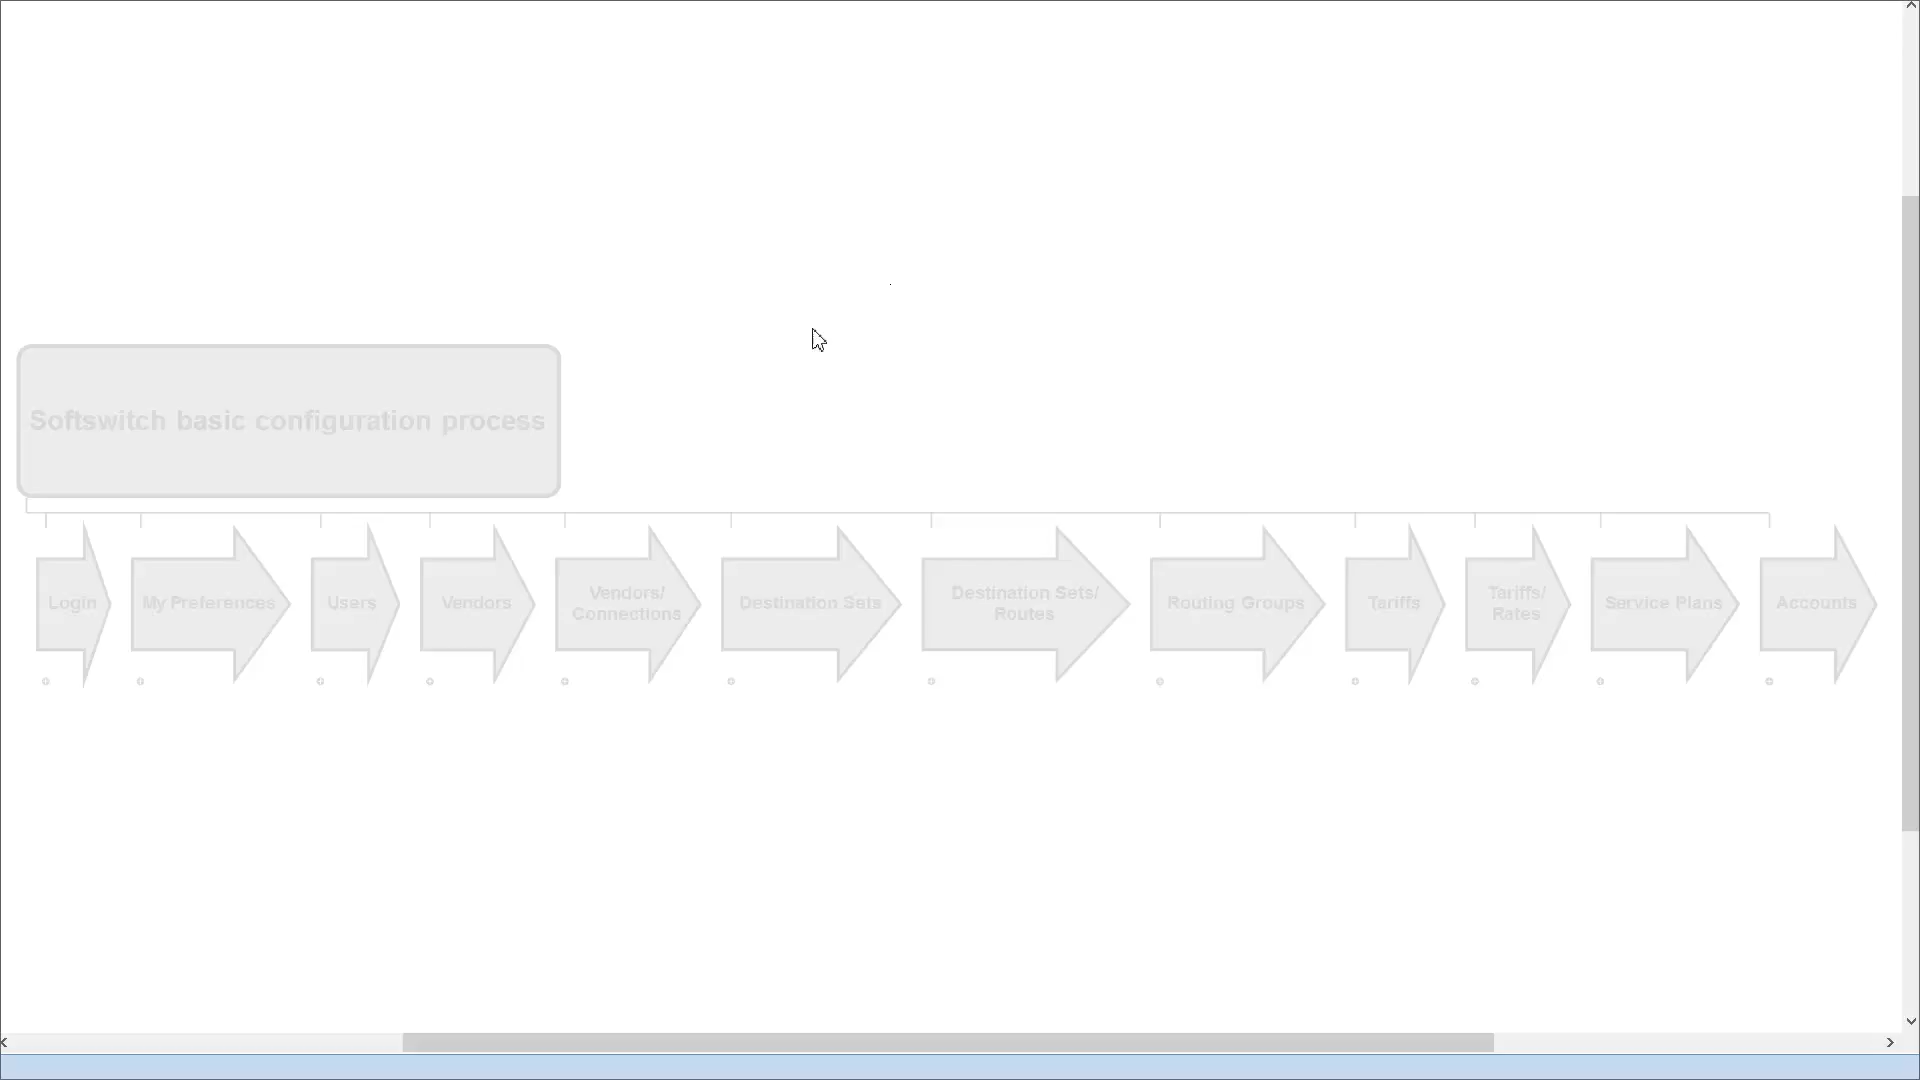 Softswitch basic configuration process
Login
My Preferences
Users
Vendors
Vendors/
Connections
Destination Sets
Destination Sets/
Routes
Routing Groups
Tariffs
Tariffs/
Rates
Service Plans
Accounts